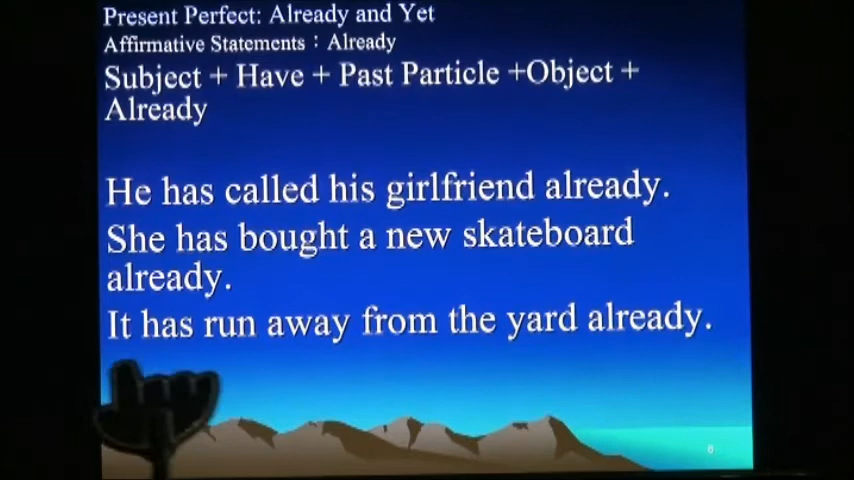 Present Perfect: Already and Yet
Affirmative Statements : Already
Subject + Have + Past Particle +Object +
Already
He has called his girlfriend already.
She has bought a new skateboard
already.
It has run away from the yard already.
6